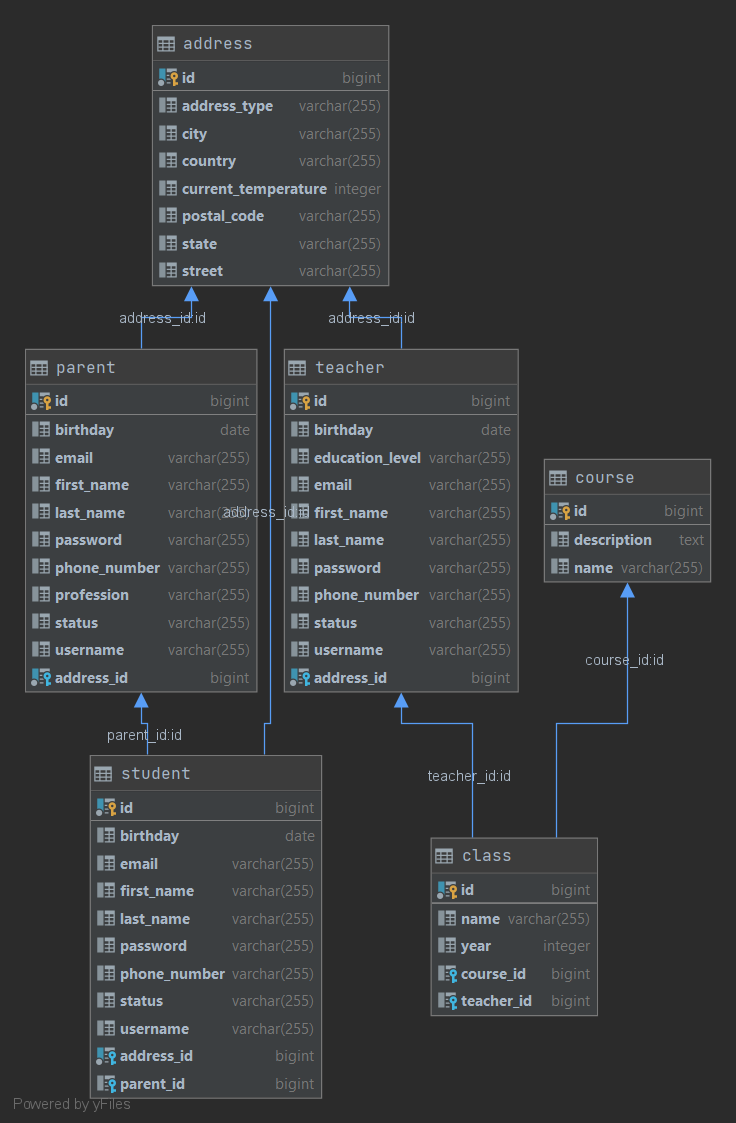 address
id bigint
address_type varchar(255)
city varchar(255)
country varchar(255)
current_temperature integer
postal_code varchar(255)
state varchar(255)
street varchar(255)
address_id:id
address_id:id
parent
id bigint
birthday date
email varchar(255)
first_name varchar(255)
last_name varchar(255)
password varchar(255)
phone_number varchar(255)
profession varchar(255)
status varchar(255)
username varchar(255)
address_id bigint
address_id:id
teacher
id bigint
birthday date
education_level varchar(255)
email varchar(255)
first_name varchar(255)
last_name varchar(255)
password varchar(255)
phone_number varchar(255)
status varchar(255)
username varchar(255)
address_id bigint
course
id bigint
description text
name varchar(255)
course_id:id
parent_id:id
teacher_id:id
student
id bigint
birthday date
email varchar(255)
first_name varchar(255)
last_name varchar(255)
password varchar(255)
phone_number varchar(255)
status varchar(255)
username varchar(255)
address_id bigint
parent_id bigint
class
id bigint
name varchar(255)
year integer
course_id bigint
teacher_id bigint
Powered by yFiles